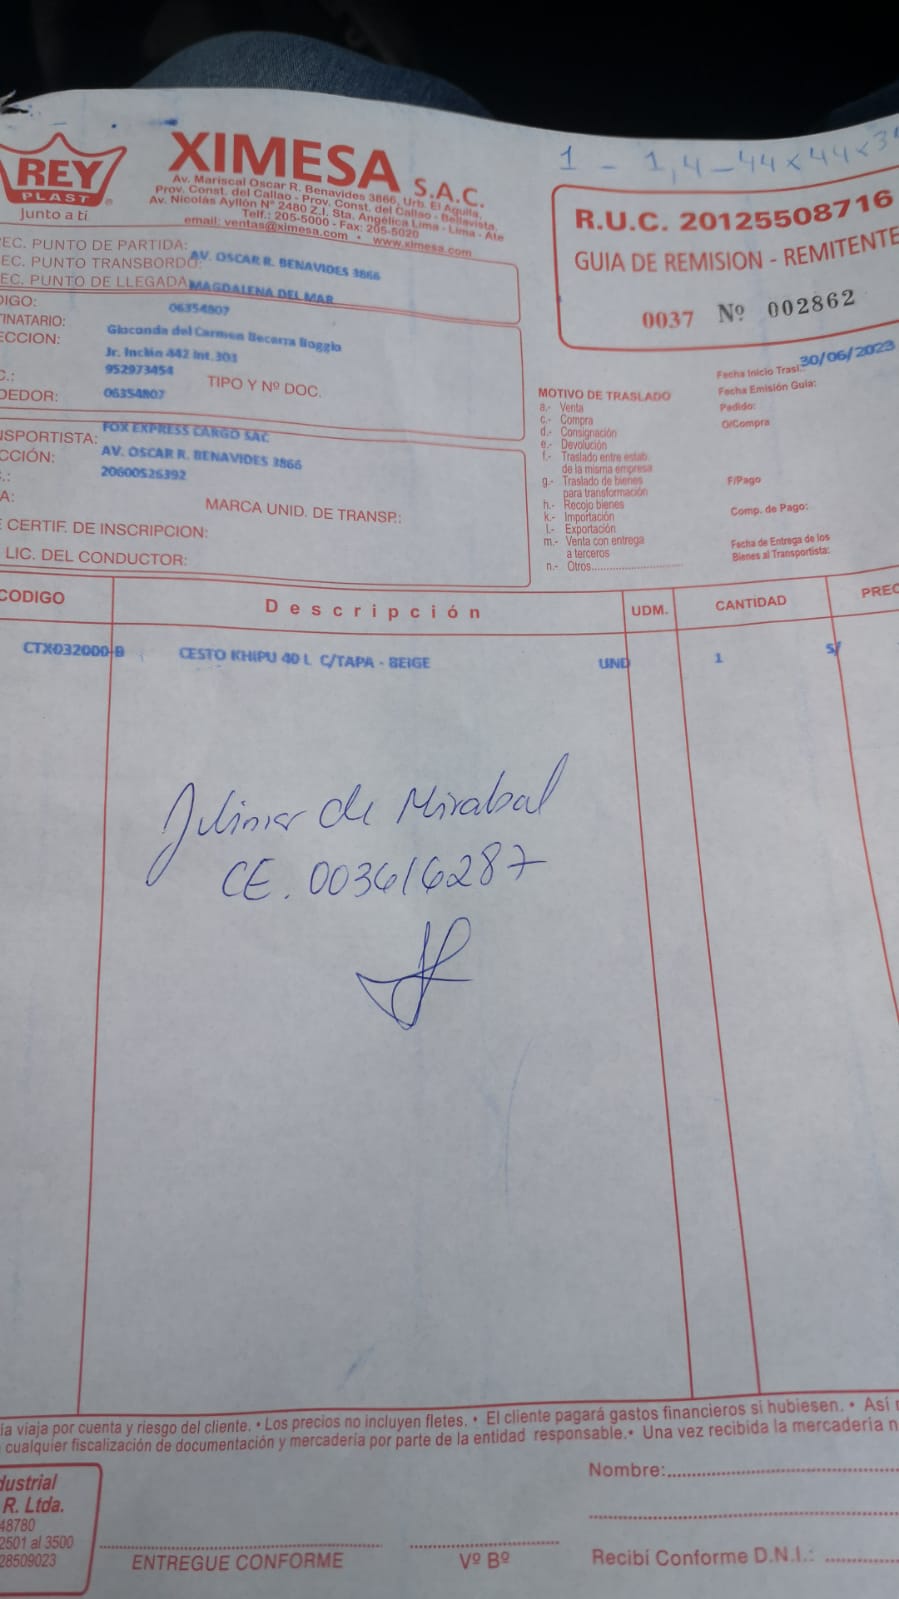 REY
PLAST
Junto a tí
XIMESA S.A.C.
Av. Mariscal Oscar R. Benavides 3866, Urb. El Aguila,
Prov. Const. del Callao - Prov. Const. del Callao - Bellavista.
Av. Nicolás Ayllón Nº 2480 Z.I. Sta. Angélica Lima - Lima - Ate
Telf.: 205-5000 - Fax: 205-5020
email: ventas@ximesa.com • www.ximesa.com
1 - 1,4 - 44 x 44 x
R.U.C. 20125508716
GUIA DE REMISION - REMITENTE
0037 Nº 002862
EC. PUNTO DE PARTIDA: AV. OSCAR R. BENAVIDES 3866
EC. PUNTO TRANSBORDO:
EC. PUNTO DE LLEGADA: MAGDALENA DEL MAR
DIGO: 06354807
TINATARIO: Gioconda del Carmen Becerra Boggio
ECCION: Jr. Inclán 442 int.303
C.: 952973454 TIPO Y Nº DOC.
DEDOR: 06354807
NSPORTISTA: FOX EXPRESS CARGO SAC
CCIÓN: AV. OSCAR R. BENAVIDES 3866
.: 20600526392
A: MARCA UNID. DE TRANSP.:
CERTIF. DE INSCRIPCION:
LIC. DEL CONDUCTOR:
MOTIVO DE TRASLADO
a.- Venta
c.- Compra
d.- Consignación
e.- Devolución
f.- Traslado entre estab.
de la misma empresa
g.- Traslado de bienes
para transformación
h.- Recojo bienes
k.- Importación
l.- Exportación
m.- Venta con entrega
a terceros
n.- Otros
Fecha Inicio Trasl.: 30/06/2023
Fecha Emisión Guia:
Pedido:
O/Compra
F/Pago
Comp. de Pago:
Fecha de Entrega de los
Bienes al Transportista:
CODIGO Descripción UDM. CANTIDAD PREC
CTX032000-B CESTO KHIPU 40 L C/TAPA - BEIGE UND 1 S/
de Mirabal
CE. 003616287
ia viaja por cuenta y riesgo del cliente. • Los precios no incluyen fletes. • El cliente pagará gastos financieros si hubiesen. • Así
cualquier fiscalización de documentación y mercadería por parte de la entidad responsable. • Una vez recibida la mercadería n
dustrial
R. Ltda.
48780
2501 al 3500
28509023
ENTREGUE CONFORME
Vº Bº
Nombre:
Recibí Conforme D.N.I.: